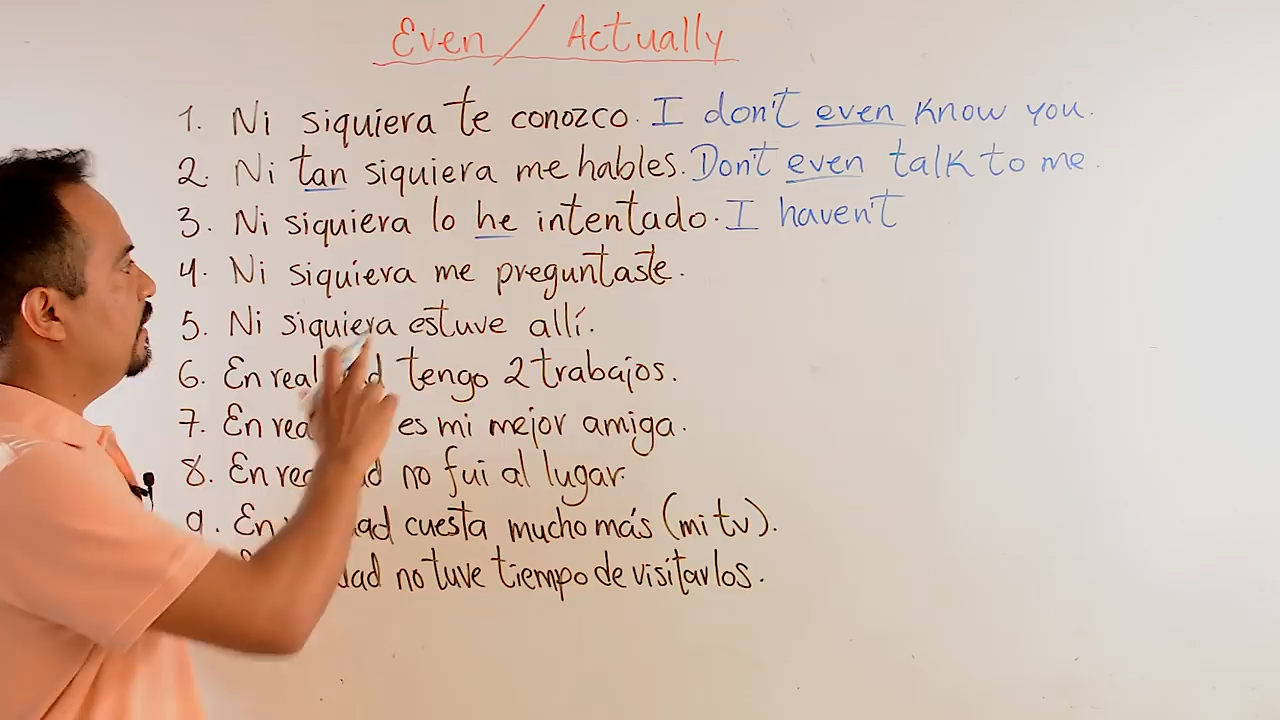 Even / Actually
1. Ni siquiera te conozco. I don't even know you.
2. Ni tan siquiera me hables. Don't even talk to me.
3. Ni siquiera lo he intentado. I haven't
4. Ni siquiera me preguntaste.
5. Ni siquiera estuve allí.
6. En tengo 2 trabajos.
7. En es mi mejor amiga.
8. En no fui al lugar.
9. En cuesta mucho más (mi tv).
no tuve tiempo de visitarlos.